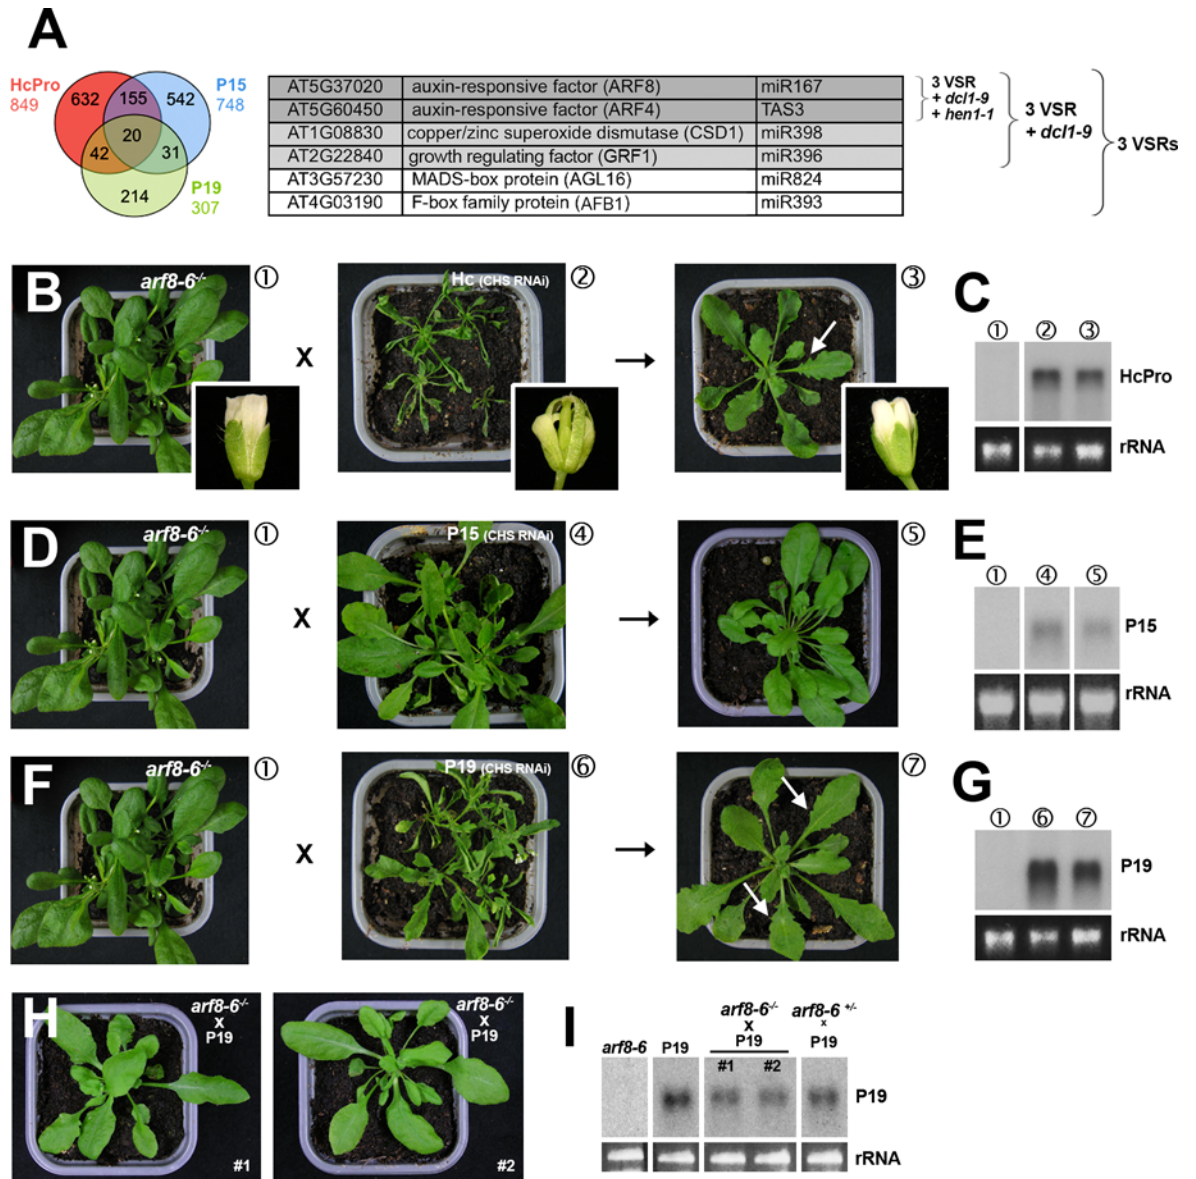 A
HcPro
849
P15
748
632
155
542
20
42
31
214
P19
307
AT5G37020 auxin-responsive factor (ARF8) miR167
AT5G60450 auxin-responsive factor (ARF4) TAS3
AT1G08830 copper/zinc superoxide dismutase (CSD1) miR398
AT2G22840 growth regulating factor (GRF1) miR396
AT3G57230 MADS-box protein (AGL16) miR824
AT4G03190 F-box family protein (AFB1) miR393
3 VSR
+ dcl1-9
+ hen1-1
3 VSR
+ dcl1-9
3 VSRs
B
arf8-6-/-
①
X
Hc (CHS RNAi)
②
③
C
① ② ③
HcPro
rRNA
D
arf8-6-/-
①
X
P15 (CHS RNAi)
④
⑤
E
① ④ ⑤
P15
rRNA
F
arf8-6-/-
①
X
P19 (CHS RNAi)
⑥
⑦
G
① ⑥ ⑦
P19
rRNA
H
arf8-6-/-
X
P19
#1
arf8-6-/-
X
P19
#2
I
arf8-6
P19
arf8-6-/-
X
P19
#1 #2
arf8-6 +/-
x
P19
P19
rRNA